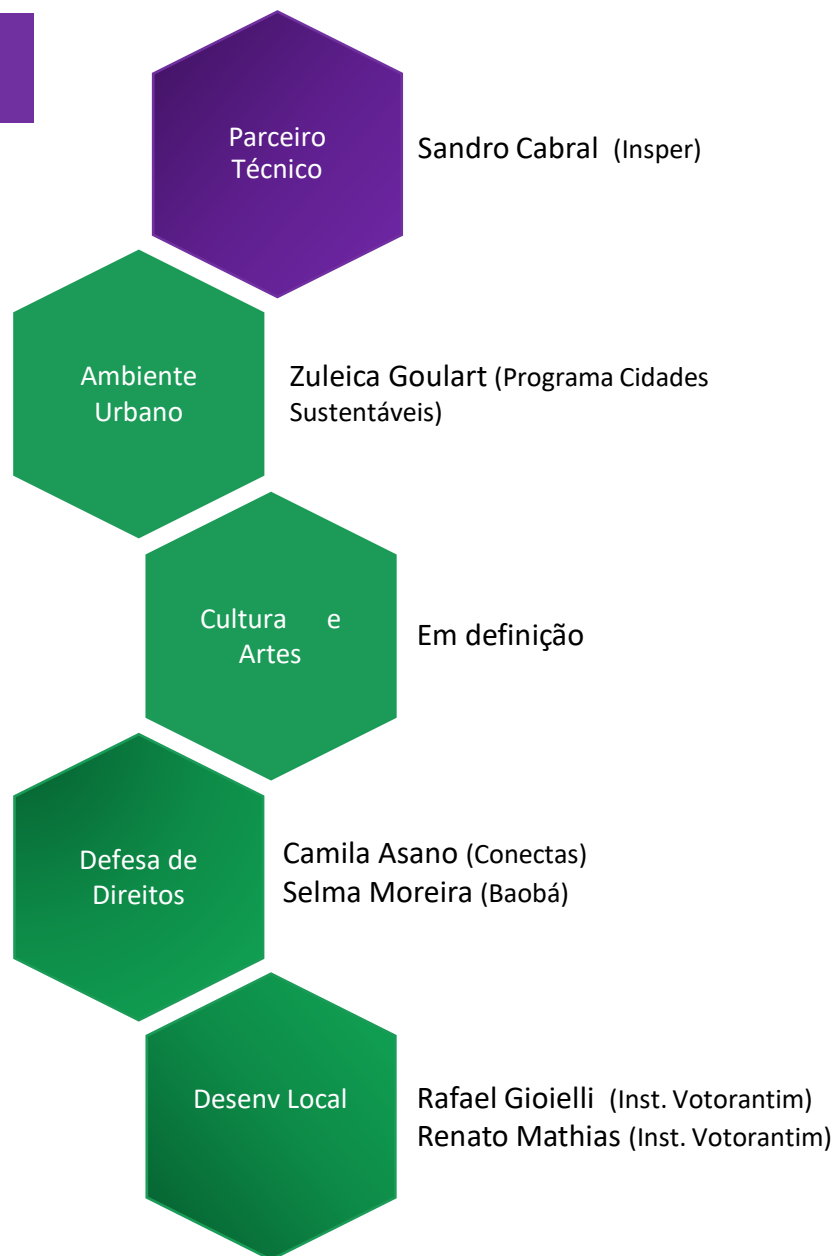 Parceiro
Técnico
Sandro Cabral (Insper)
Ambiente
Urbano
Zuleica Goulart (Programa Cidades
Sustentáveis)
Cultura e
Artes
Em definição
Defesa de
Direitos
Camila Asano (Conectas)
Selma Moreira (Baobá)
Desenv Local
Rafael Gioielli (Inst. Votorantim)
Renato Mathias (Inst. Votorantim)